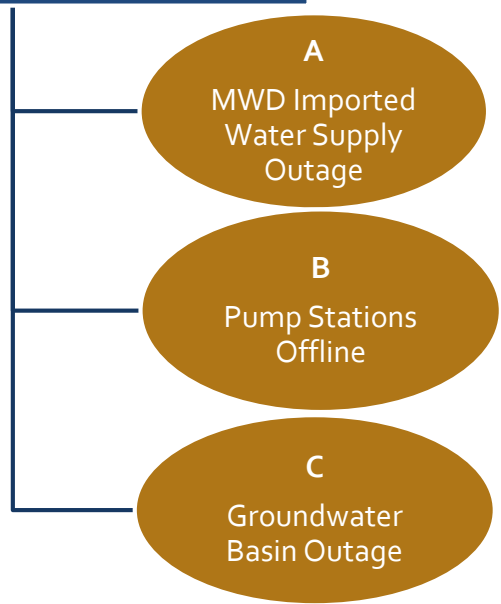 A
MWD Imported
Water Supply
Outage
B
Pump Stations
Offline
C
Groundwater
Basin Outage